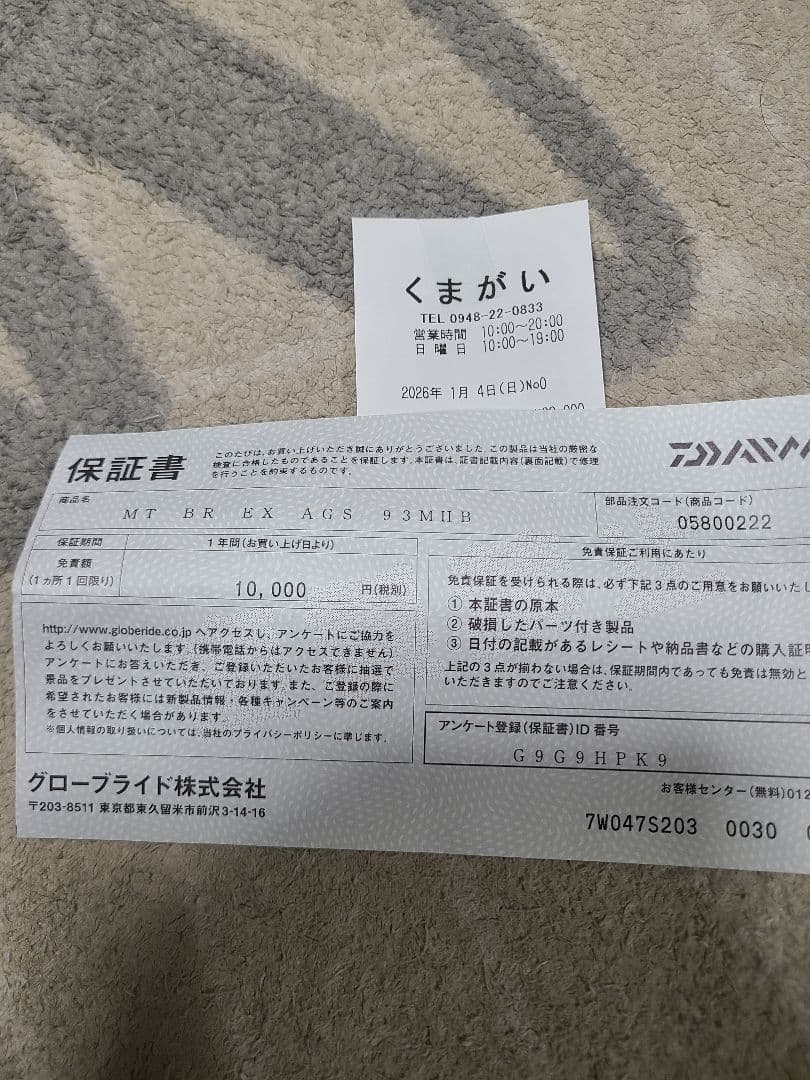 くまがい
TEL 0948-22-0833
営業時間 10:00～20:00
日曜日 10:00～19:00
2026年 1月 4日(日)No0
保証書
このたびは、お買い上げいただき誠にありがとうございました。この製品は当社の厳密な
検査に合格したものであることを保証します。本証書は、証書記載内容(裏面記載)で修理
を行うことを約束するものです。
DAIWA
商品名
MT BR EX AGS 93MHB
部品注文コード(商品コード)
05800222
保証期間
1年間(お買い上げ日より)
免責額
(1ヵ所1回限り)
10,000 円(税別)
免責保証ご利用にあたり
免責保証を受けられる際は、必ず下記3点のご用意をお願いいたし
① 本証書の原本
② 破損したパーツ付き製品
③ 日付の記載があるレシートや納品書などの購入証
上記の3点が揃わない場合は、保証期間内であっても免責は無効と
いただきますのでご注意ください。
http://www.globeride.co.jp へアクセスし、アンケートにご協力を
よろしくお願いいたします。(携帯電話からはアクセスできません)
アンケートにお答えいただき、ご登録いただいたお客様に抽選で
景品をプレゼントさせていただいております。また、ご登録の際に
希望されたお客様には新製品情報・各種キャンペーン等のご案内
をさせていただく場合があります。
※個人情報の取り扱いについては、当社のプライバシーポリシーに準じます。
アンケート登録(保証書)ID番号
G9G9HPK9
グローブライド株式会社
〒203-8511 東京都東久留米市前沢3-14-16
お客様センター(無料)012
7W047S203 0030